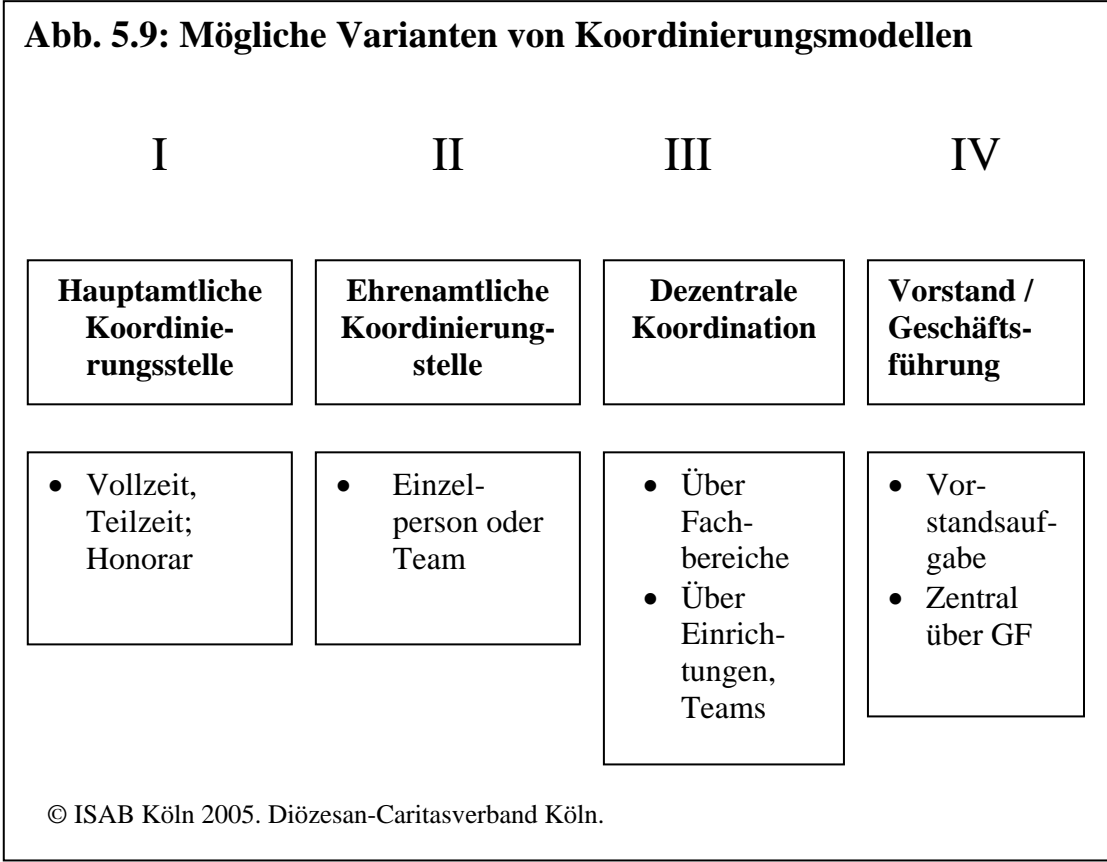 Abb. 5.9: Mögliche Varianten von Koordinierungsmodellen
I
II
III
IV
Hauptamtliche
Koordinie-
rungsstelle
Ehrenamtliche
Koordinierung-
stelle
Dezentrale
Koordination
Vorstand /
Geschäfts-
führung
• Vollzeit,
Teilzeit;
Honorar
• Einzel-
person oder
Team
• Über
Fach-
bereiche
• Über
Einrich-
tungen,
Teams
• Vor-
standsauf-
gabe
• Zentral
über GF
© ISAB Köln 2005. Diözesan-Caritasverband Köln.